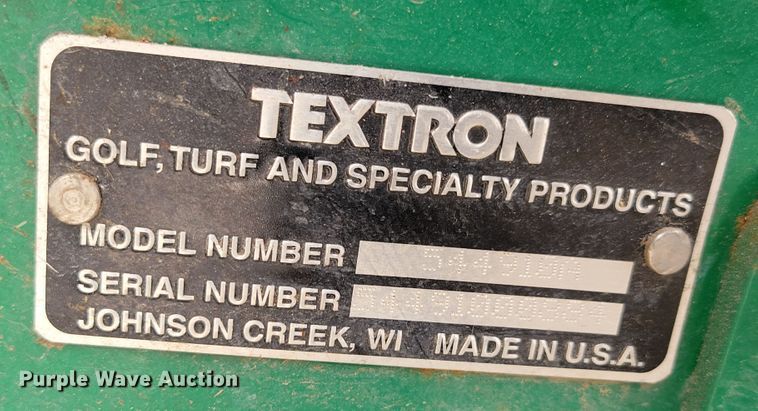 TEXTRON
GOLF, TURF AND SPECIALTY PRODUCTS
MODEL NUMBER
SERIAL NUMBER
JOHNSON CREEK, WI MADE IN U.S.A.
Purple Wave Auction